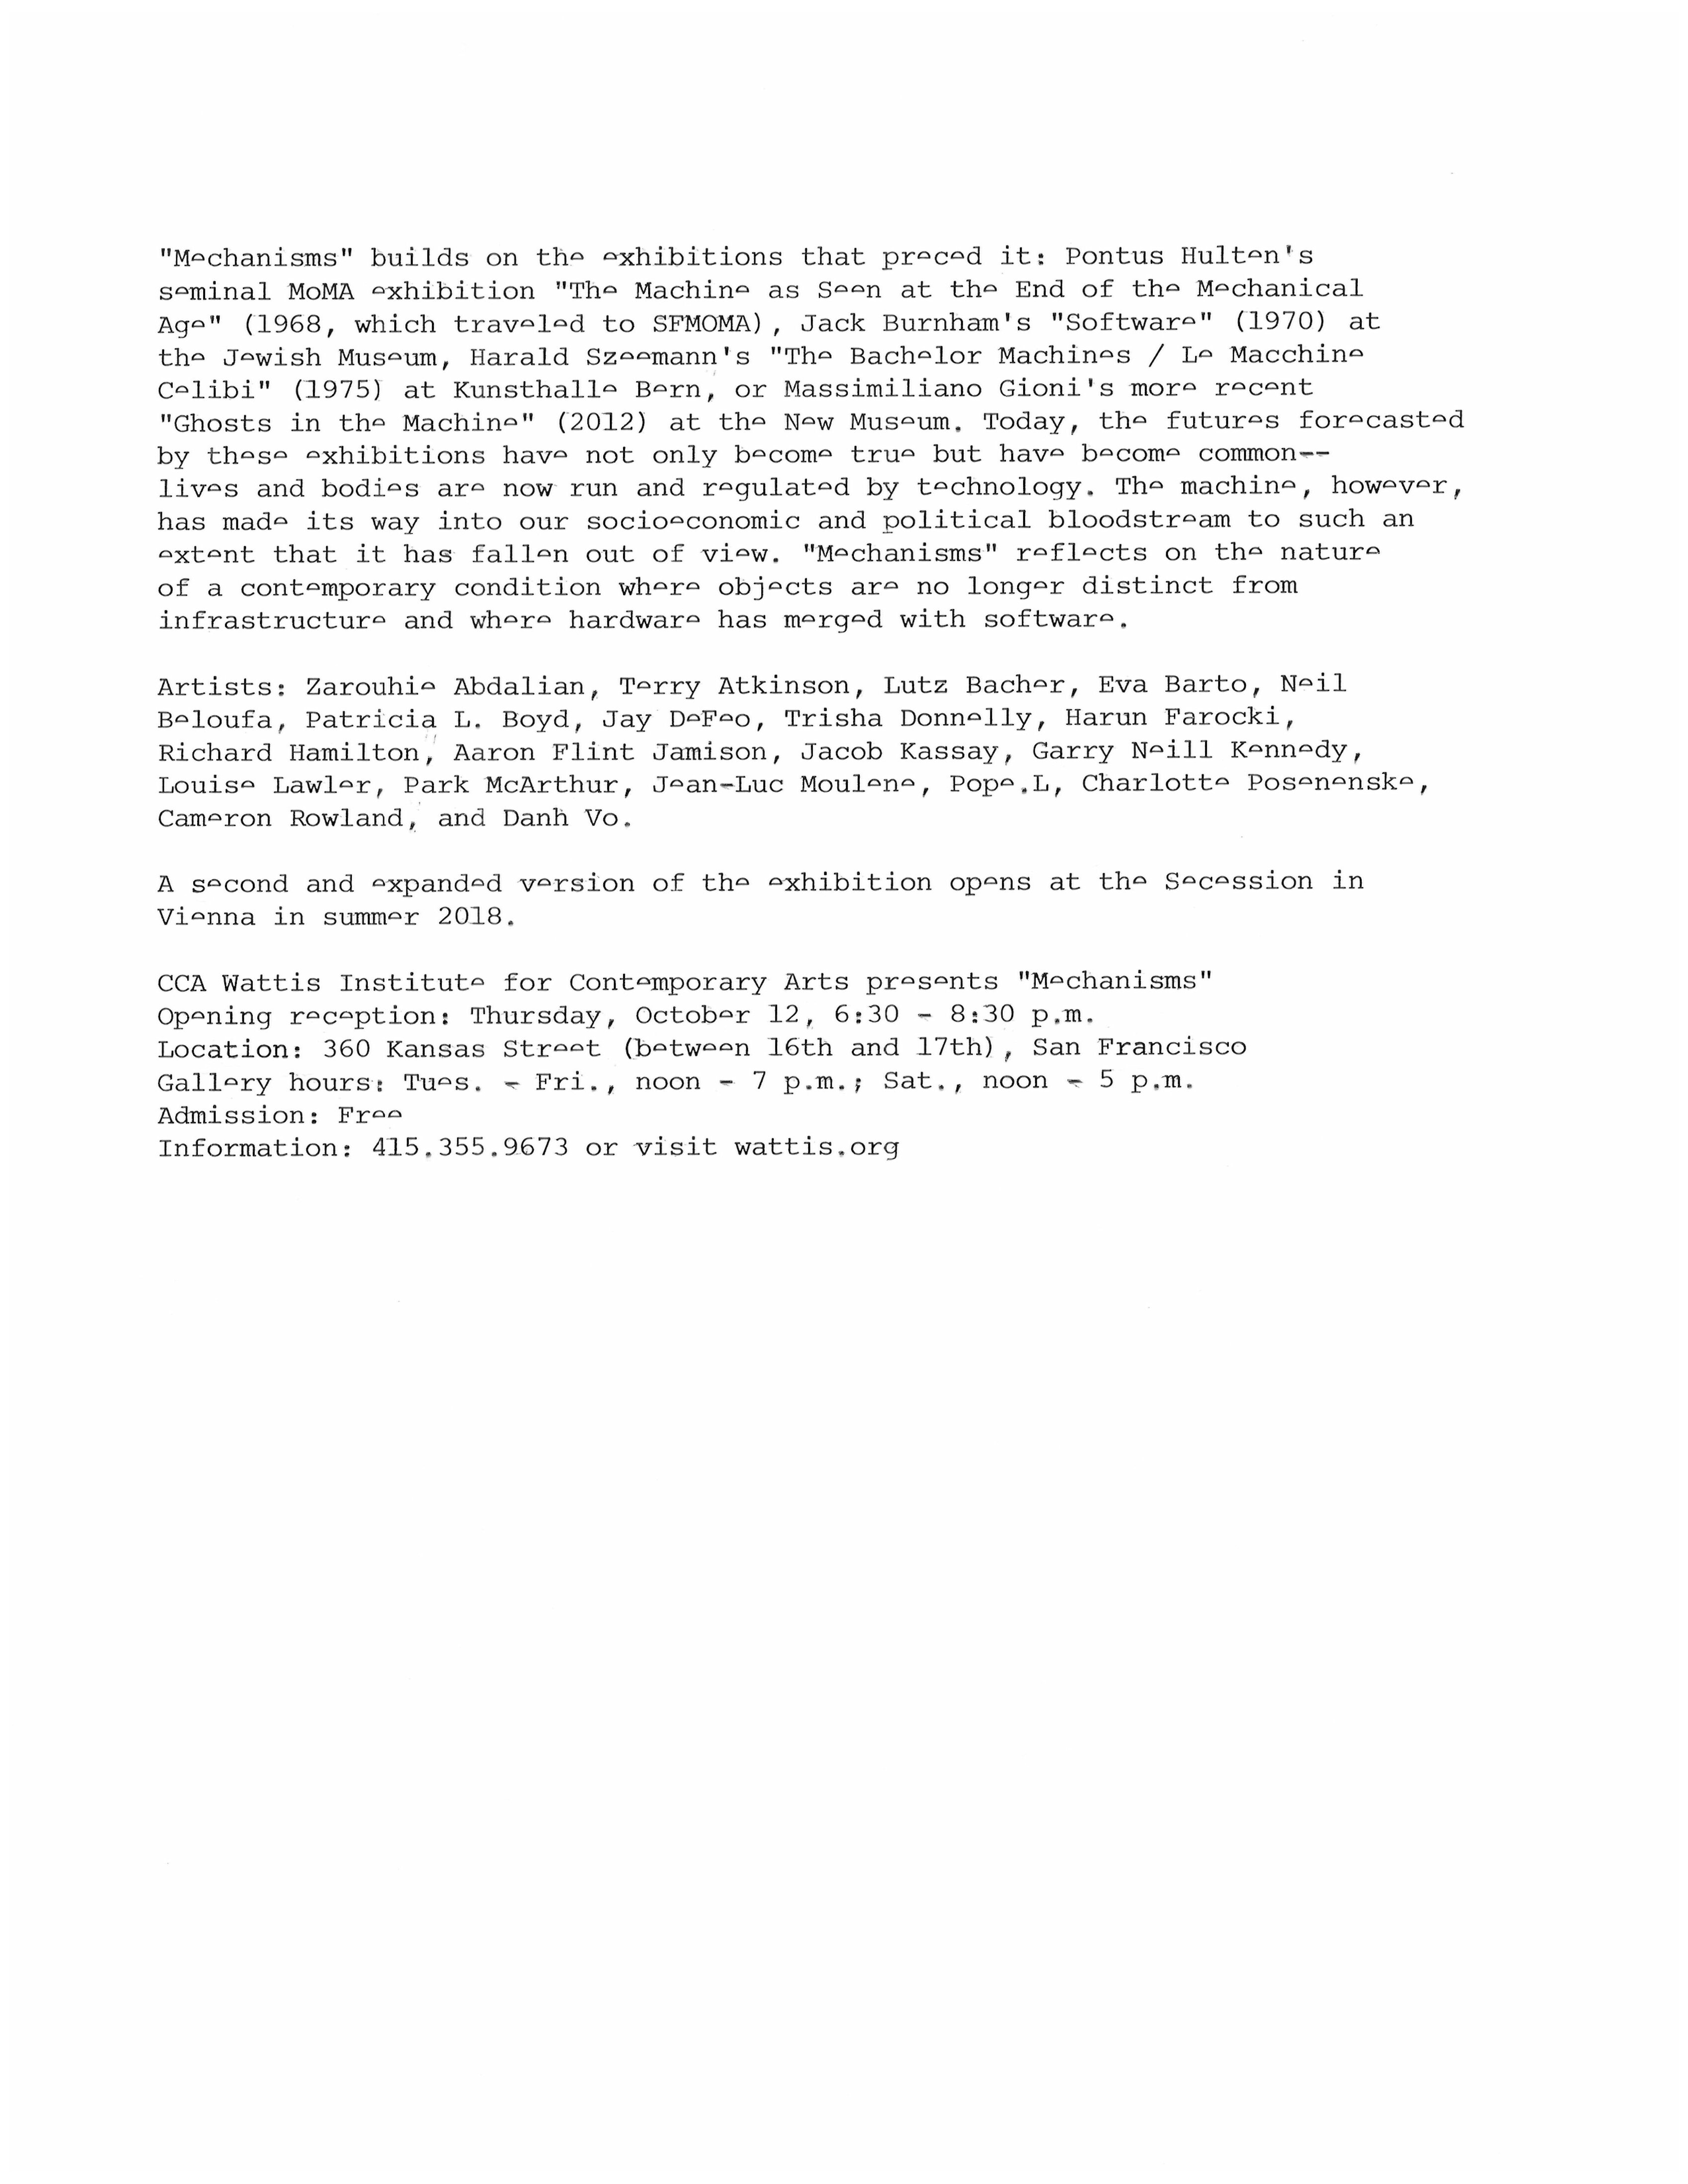 "Mechanisms" builds on the exhibitions that preced it: Pontus Hulten's
seminal MoMA exhibition "The Machine as Seen at the End of the Mechanical
Age" (1968, which traveled to SFMOMA), Jack Burnham's "Software" (1970) at
the Jewish Museum, Harald Szeemann's "The Bachelor Machines / Le Macchine
Celibi" (1975) at Kunsthalle Bern, or Massimiliano Gioni's more recent
"Ghosts in the Machine" (2012) at the New Museum. Today, the futures forecasted
by these exhibitions have not only become true but have become common--
lives and bodies are now run and regulated by technology. The machine, however,
has made its way into our socioeconomic and political bloodstream to such an
extent that it has fallen out of view. "Mechanisms" reflects on the nature
of a contemporary condition where objects are no longer distinct from
infrastructure and where hardware has merged with software.
Artists: Zarouhie Abdalian, Terry Atkinson, Lutz Bacher, Eva Barto, Neil
Beloufa, Patricia L. Boyd, Jay DeFeo, Trisha Donnelly, Harun Farocki,
Richard Hamilton, Aaron Flint Jamison, Jacob Kassay, Garry Neill Kennedy,
Louise Lawler, Park McArthur, Jean-Luc Moulene, Pope.L, Charlotte Posenenske,
Cameron Rowland, and Danh Vo.
A second and expanded version of the exhibition opens at the Secession in
Vienna in summer 2018.
CCA Wattis Institute for Contemporary Arts presents "Mechanisms"
Opening reception: Thursday, October 12, 6:30 - 8:30 p.m.
Location: 360 Kansas Street (between 16th and 17th), San Francisco
Gallery hours: Tues. - Fri., noon - 7 p.m.; Sat., noon - 5 p.m.
Admission: Free
Information: 415.355.9673 or visit wattis.org